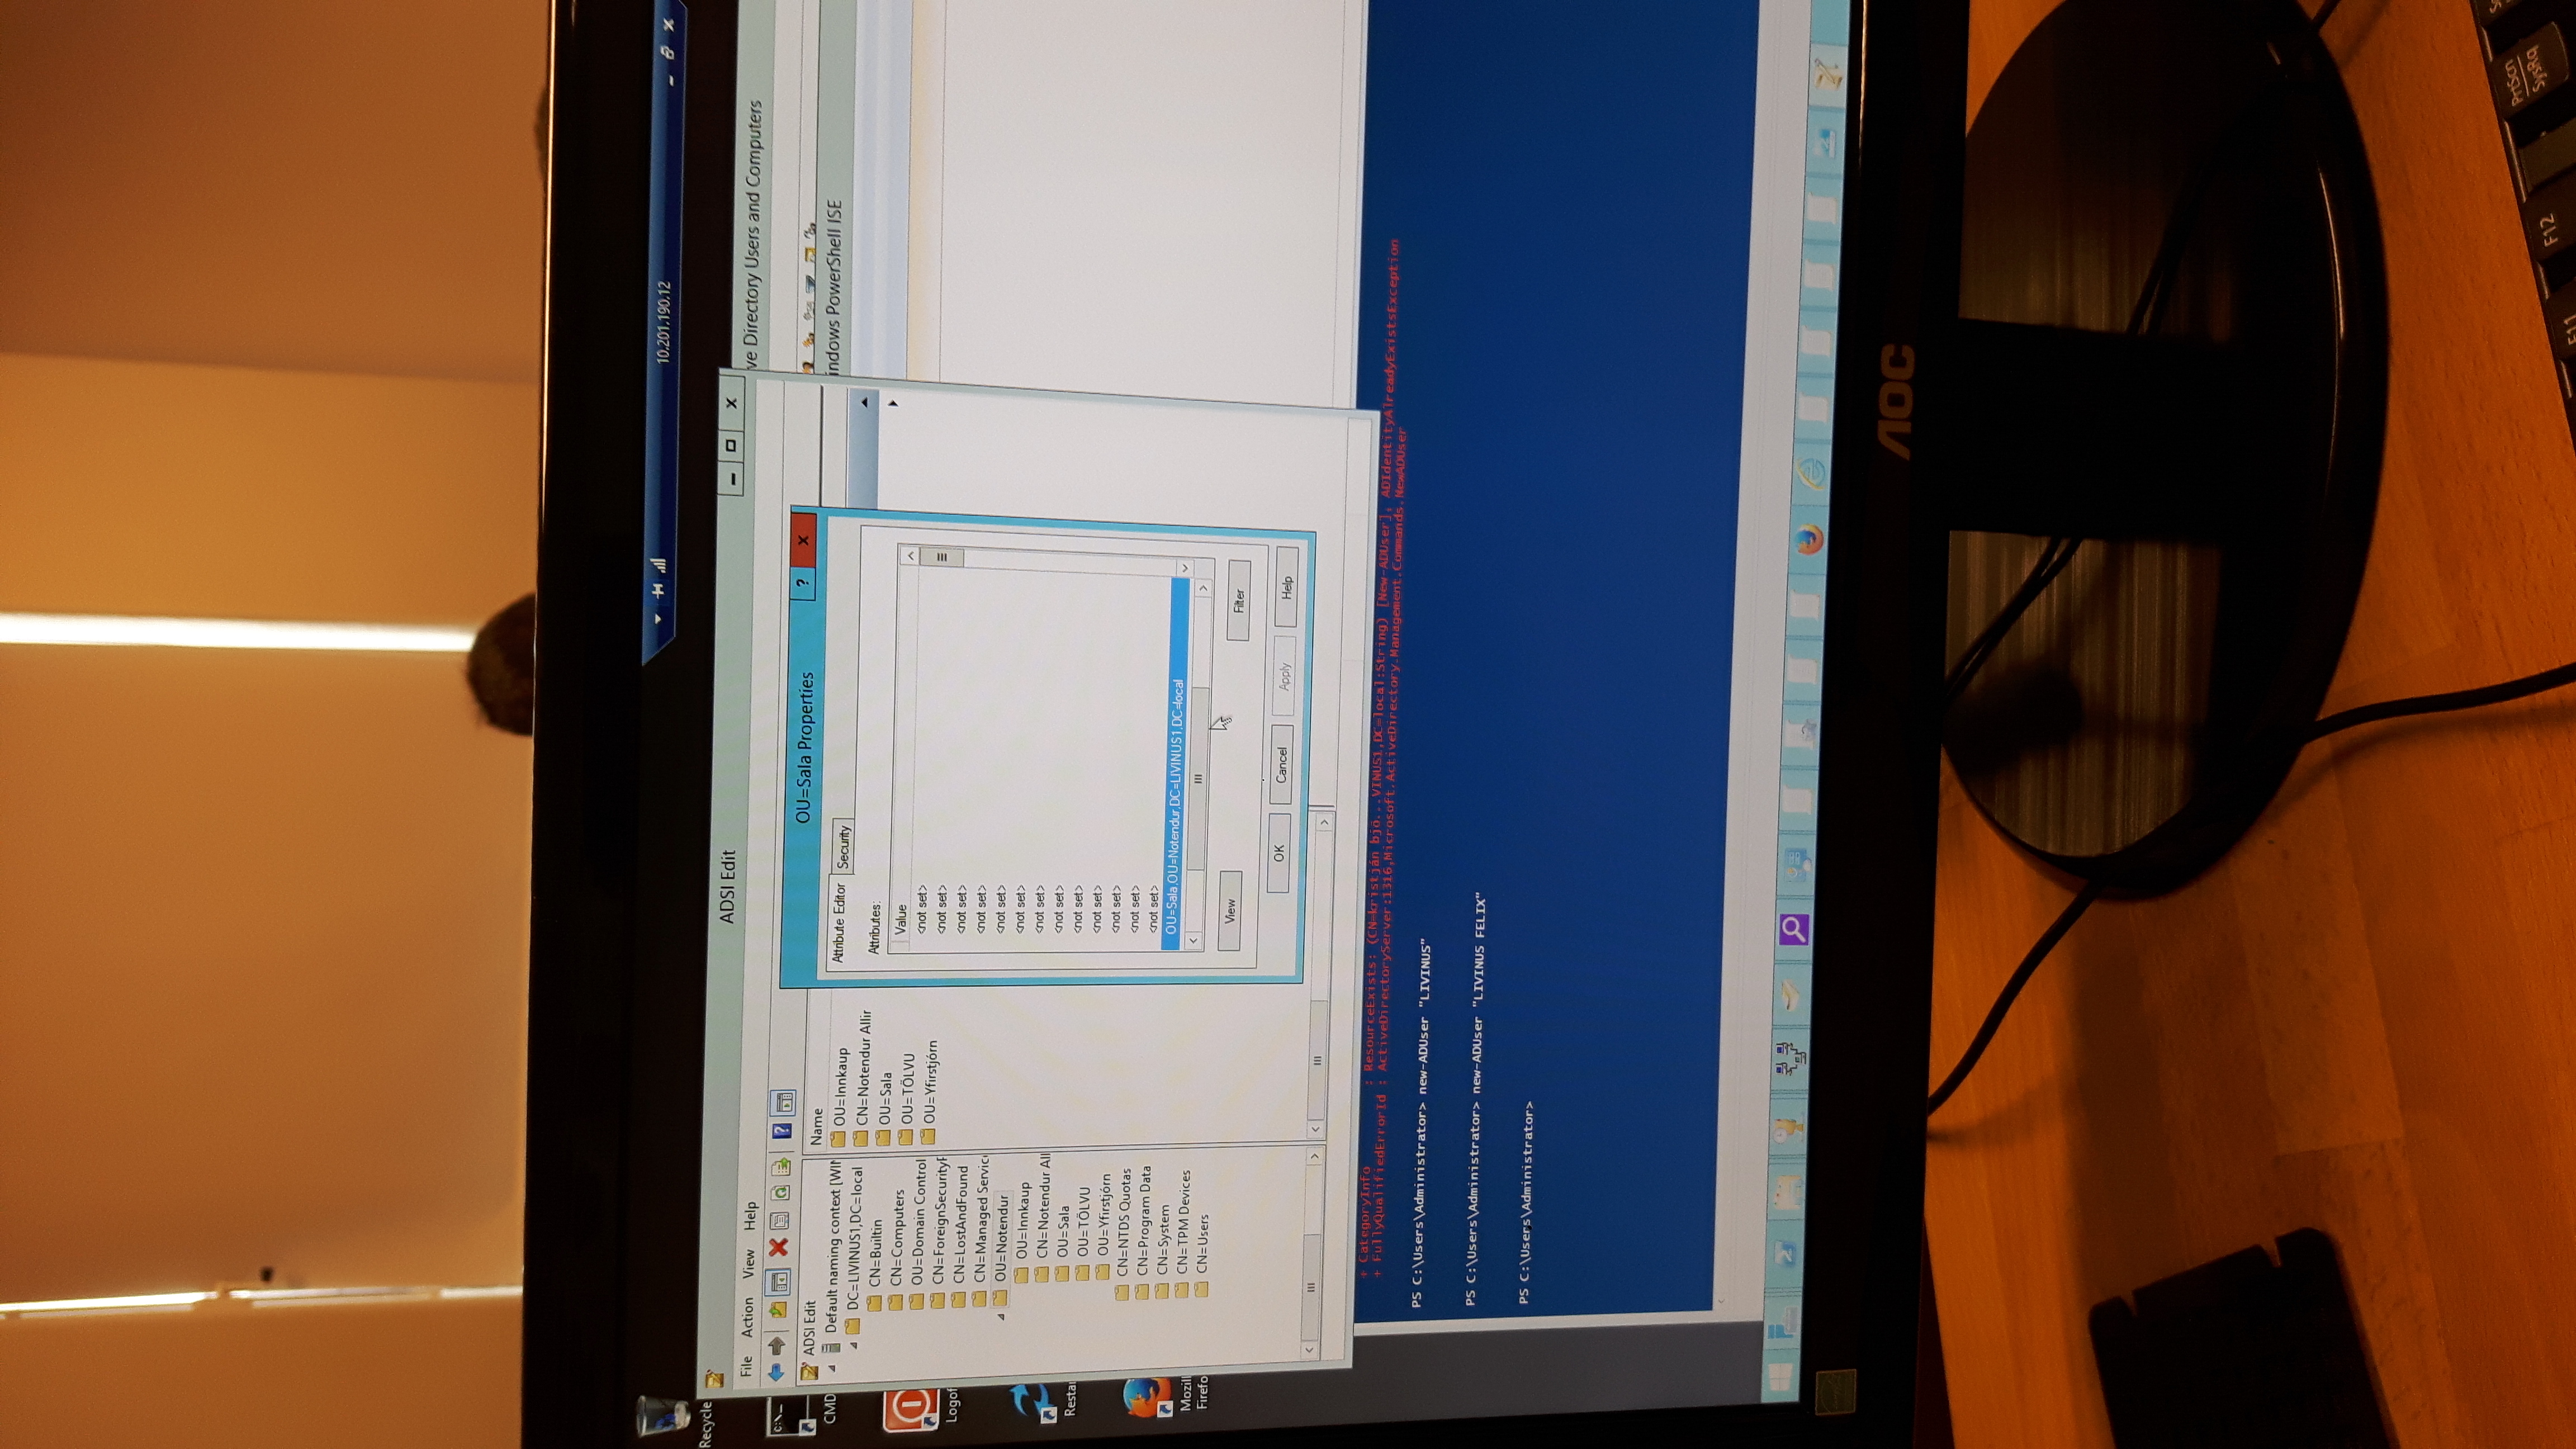 10.201.190.12
Recycle
ADSI Edit
File Action View Help
ve Directory Users and Computers
indows PowerShell ISE
CMD
Logof
Resta
Mozil
Firefo
ADSI Edit
Default naming context [WIN
DC=LIVINUS1,DC=local
CN=Builtin
CN=Computers
OU=Domain Control
CN=ForeignSecurityP
CN=LostAndFound
CN=Managed Servic
OU=Notendur
OU=Innkaup
CN=Notendur All
OU=Sala
OU=TÖLVU
OU=Yfirstjórn
CN=NTDS Quotas
CN=Program Data
CN=System
CN=TPM Devices
CN=Users
Name
OU=Innkaup
CN=Notendur Allir
OU=Sala
OU=TÖLVU
OU=Yfirstjórn
OU=Sala Properties
Attribute Editor Security
Attributes:
Value
<not set>
<not set>
<not set>
<not set>
<not set>
<not set>
<not set>
<not set>
<not set>
<not set>
<not set>
<not set>
<not set>
OU=Sala,OU=Notendur,DC=LIVINUS1,DC=local
View Filter
OK Cancel Apply Help
+ CategoryInfo : ResourceExists: (CN=kristján bjö...VINUS1,DC=local:String) [New-ADUser], ADIdentityAlreadyExistsException
+ FullyQualifiedErrorId : ActiveDirectoryServer:1316,Microsoft.ActiveDirectory.Management.Commands.NewADUser
PS C:\Users\Administrator> new-ADUser "LIVINUS"
PS C:\Users\Administrator> new-ADUser "LIVINUS FELIX"
PS C:\Users\Administrator>
AOC
F11
F12
PrtScn
SysRq